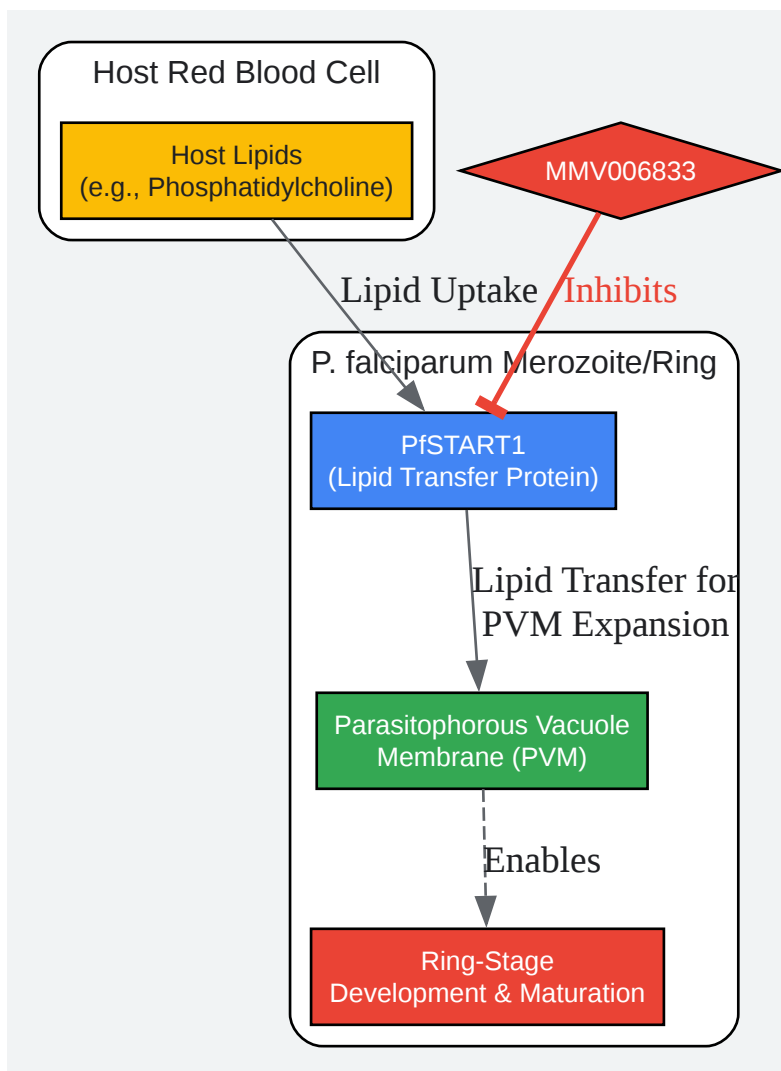 Host Red Blood Cell
Host Lipids
(e.g., Phosphatidylcholine)
MMV006833
Lipid Uptake
Inhibits
P. falciparum Merozoite/Ring
PfSTART1
(Lipid Transfer Protein)
Lipid Transfer for
PVM Expansion
Parasitophorous Vacuole
Membrane (PVM)
Enables
Ring-Stage
Development & Maturation